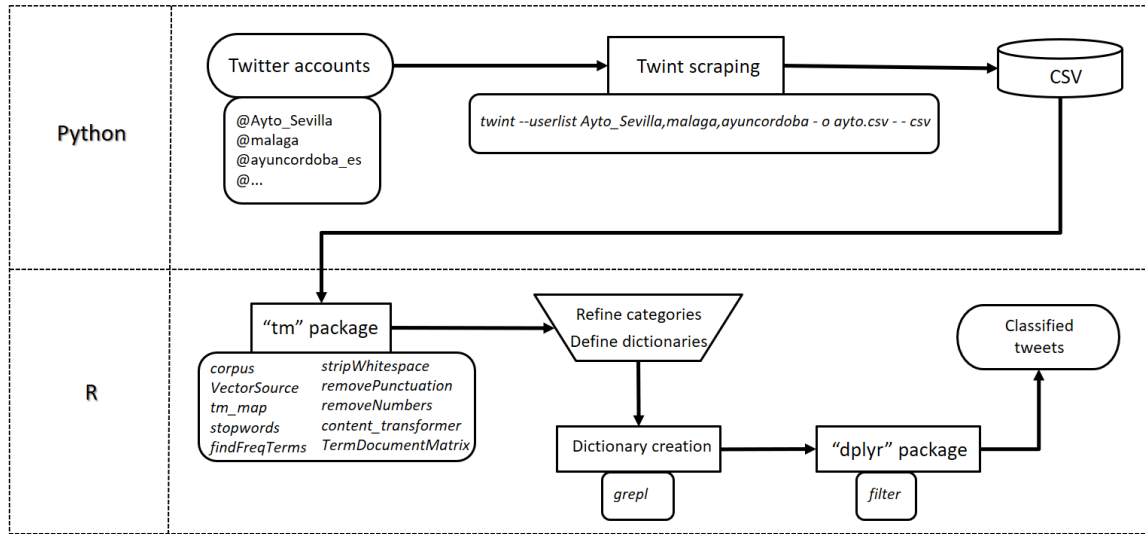 Python
Twitter accounts
@Ayto_Sevilla
@malaga
@ayuncordoba_es
@...
Twint scraping
twint --userlist Ayto_Sevilla,malaga,ayuncordoba - o ayto.csv - - csv
CSV
R
“tm” package
corpus
VectorSource
tm_map
stopwords
findFreqTerms
stripWhitespace
removePunctuation
removeNumbers
content_transformer
TermDocumentMatrix
Refine categories
Define dictionaries
Dictionary creation
grepl
“dplyr” package
filter
Classified
tweets